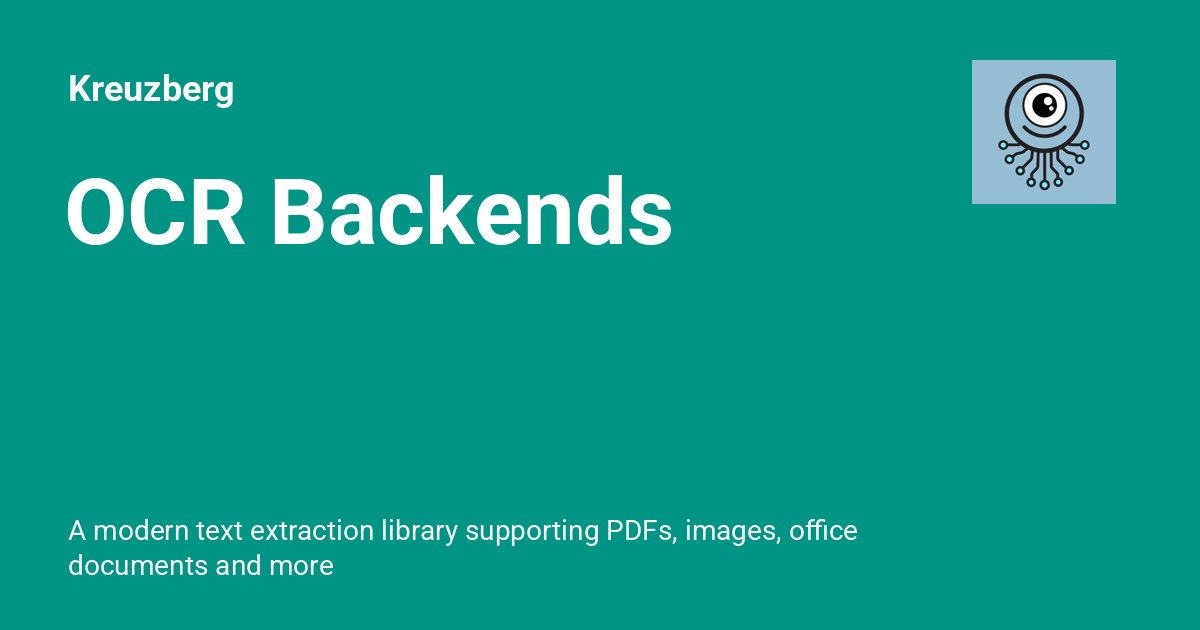 Kreuzberg
OCR Backends
A modern text extraction library supporting PDFs, images, office
documents and more